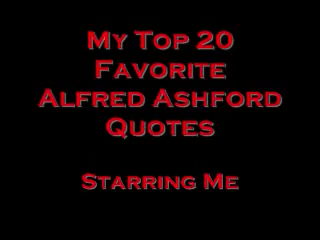 My Top 20
Favorite
Alfred Ashford
Quotes
Starring Me